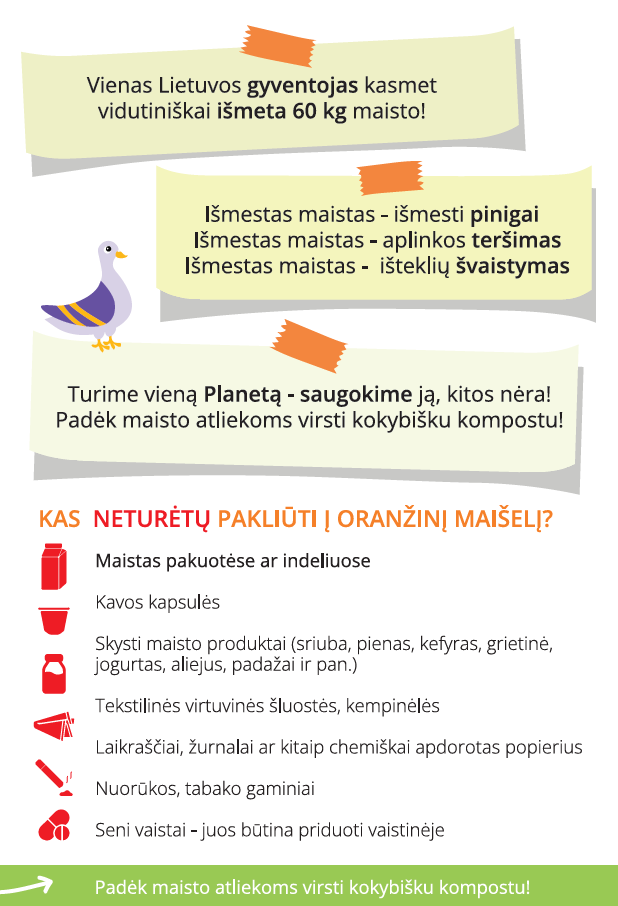 Vienas Lietuvos gyventojas kasmet
vidutiniškai išmeta 60 kg maisto!
Išmestas maistas - išmesti pinigai
Išmestas maistas - aplinkos teršimas
Išmestas maistas - išteklių švaistymas
Turime vieną Planetą - saugokime ją, kitos nėra!
Padėk maisto atliekoms virsti kokybišku kompostu!
KAS NETURĖTŲ PAKLIŪTI Į ORANŽINĮ MAIŠELĮ?
Maistas pakuotėse ar indeliuose
Kavos kapsulės
Skysti maisto produktai (sriuba, pienas, kefyras, grietinė,
jogurtas, aliejus, padažai ir pan.)
Tekstilinės virtuvinės šluostės, kempinėlės
Laikraščiai, žurnalai ar kitaip chemiškai apdorotas popierius
Nuorūkos, tabako gaminiai
Seni vaistai - juos būtina priduoti vaistinėje
Padėk maisto atliekoms virsti kokybišku kompostu!